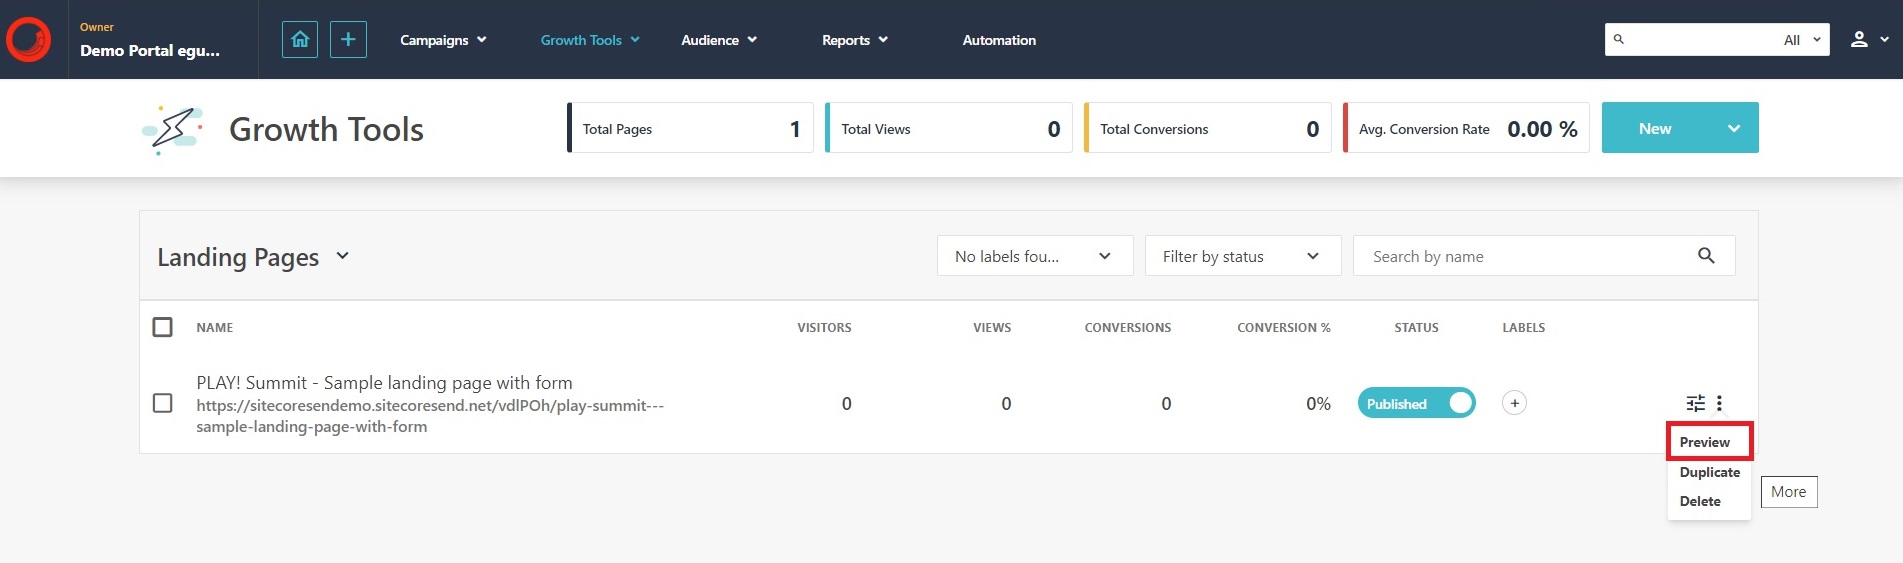 Owner
Demo Portal egu...
Campaigns
Growth Tools
Audience
Reports
Automation
All
Growth Tools
Total Pages 1
Total Views 0
Total Conversions 0
Avg. Conversion Rate 0.00 %
New
Landing Pages
No labels fou...
Filter by status
Search by name
NAME VISITORS VIEWS CONVERSIONS CONVERSION % STATUS LABELS
PLAY! Summit - Sample landing page with form
https://sitecoresendemo.sitecoresend.net/vdlPOh/play-summit---
sample-landing-page-with-form
0 0 0 0% Published
Preview
Duplicate
Delete
More